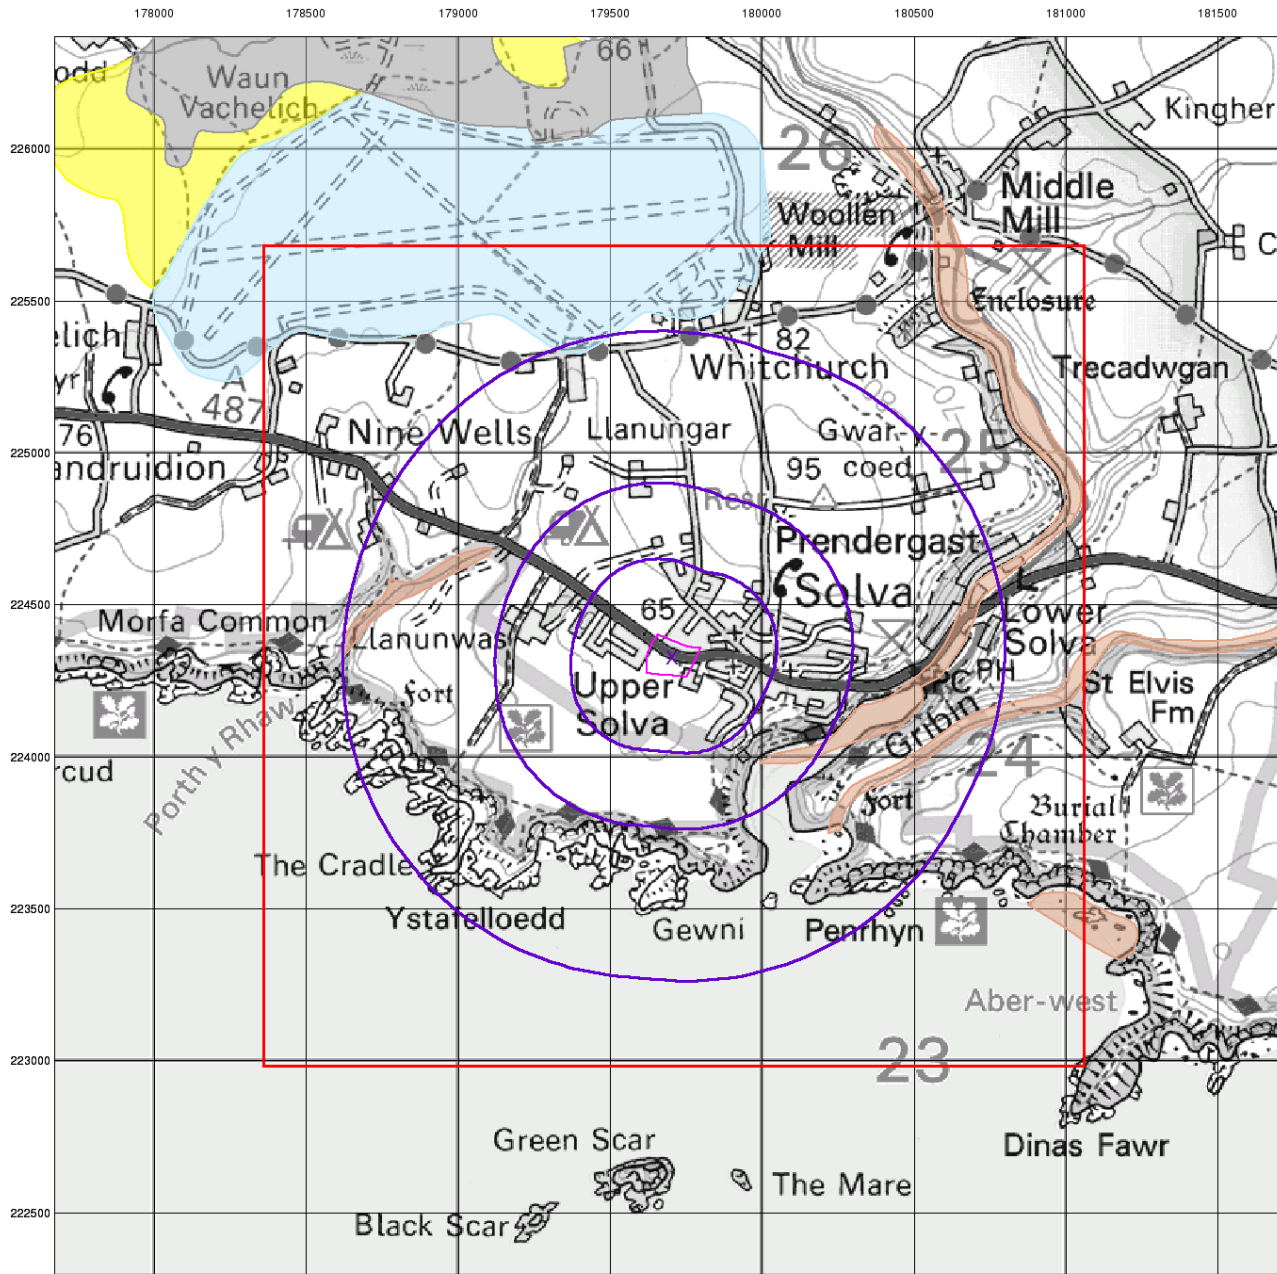 178000 178500 179000 179500 180000 180500 181000 181500
66
odd
Waun
Vachelich
Kingher
226000
26
Middle
Mill
Woollen
Mill
C
225500
Enclosure
elich
82
Whitchurch
Trecadwgan
yr
A
487
76
Nine Wells
Llanungar
Gwar-y-
coed
25
225000
andruidion
95
Resr
Prendergast
Solva
224500
65
Morfa Common
Llanunwas
Lower
Solva
PH
fort
Upper
Solva
St Elvis
Fm
Gribin
Porth y Rhaw
224000
24
rcud
fort
Burial
Chamber
The Cradle
223500
Ystafelloedd
Gewni
Penrhyn
Aber-west
223000
23
Green Scar
Dinas Fawr
The Mare
222500
Black Scar